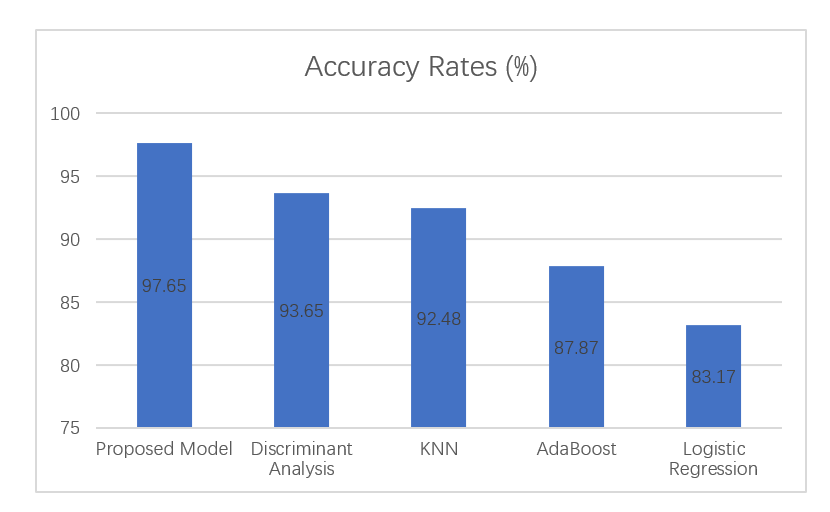 Accuracy Rates (%)
100
95
90
85
80
75
97.65
93.65
92.48
87.87
83.17
Proposed Model
Discriminant
Analysis
KNN
AdaBoost
Logistic
Regression